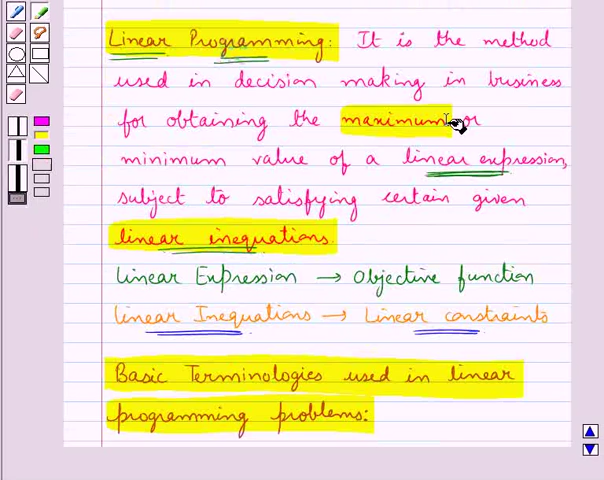 Linear Programming: It is the method
used in decision making in business
for obtaining the maximum or
minimum value of a linear expression,
subject to satisfying certain given
linear inequations.
Linear Expression → Objective function
Linear Inequations → Linear constraints
Basic Terminologies used in linear
programming problems: